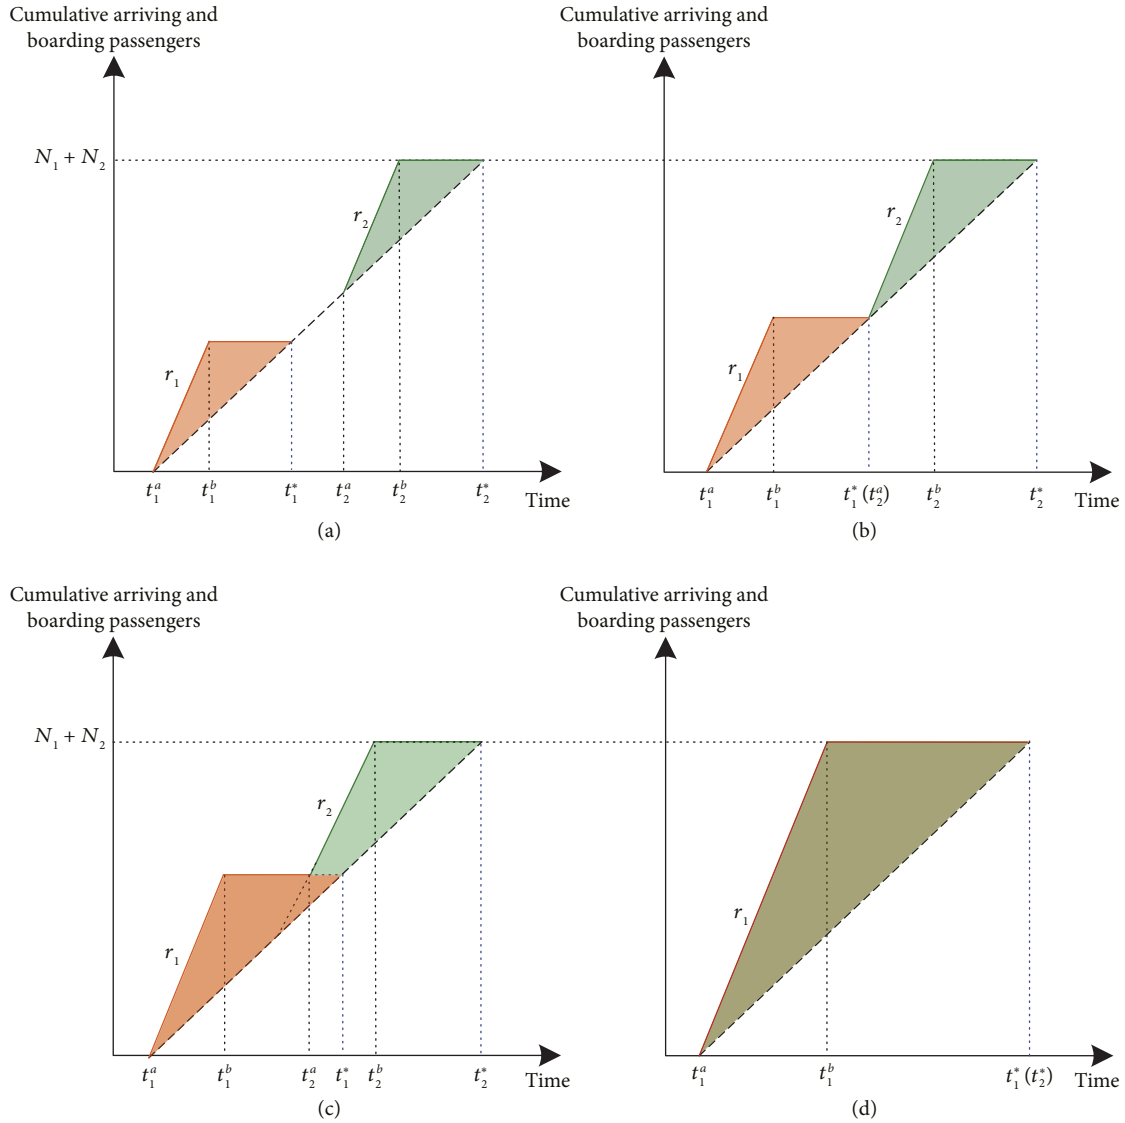 Cumulative arriving and
boarding passengers
N₁ + N₂
r₁
r₂
t₁ᵃ t₁ᵇ t₁* t₂ᵃ t₂ᵇ t₂*
Time
(a)
Cumulative arriving and
boarding passengers
r₁
r₂
t₁ᵃ t₁ᵇ t₁* (t₂ᵃ) t₂ᵇ t₂*
Time
(b)
Cumulative arriving and
boarding passengers
N₁ + N₂
r₁
r₂
t₁ᵃ t₁ᵇ t₂ᵃ t₁* t₂ᵇ t₂*
Time
(c)
Cumulative arriving and
boarding passengers
r₁
t₁ᵃ t₁ᵇ t₁* (t₂*)
Time
(d)